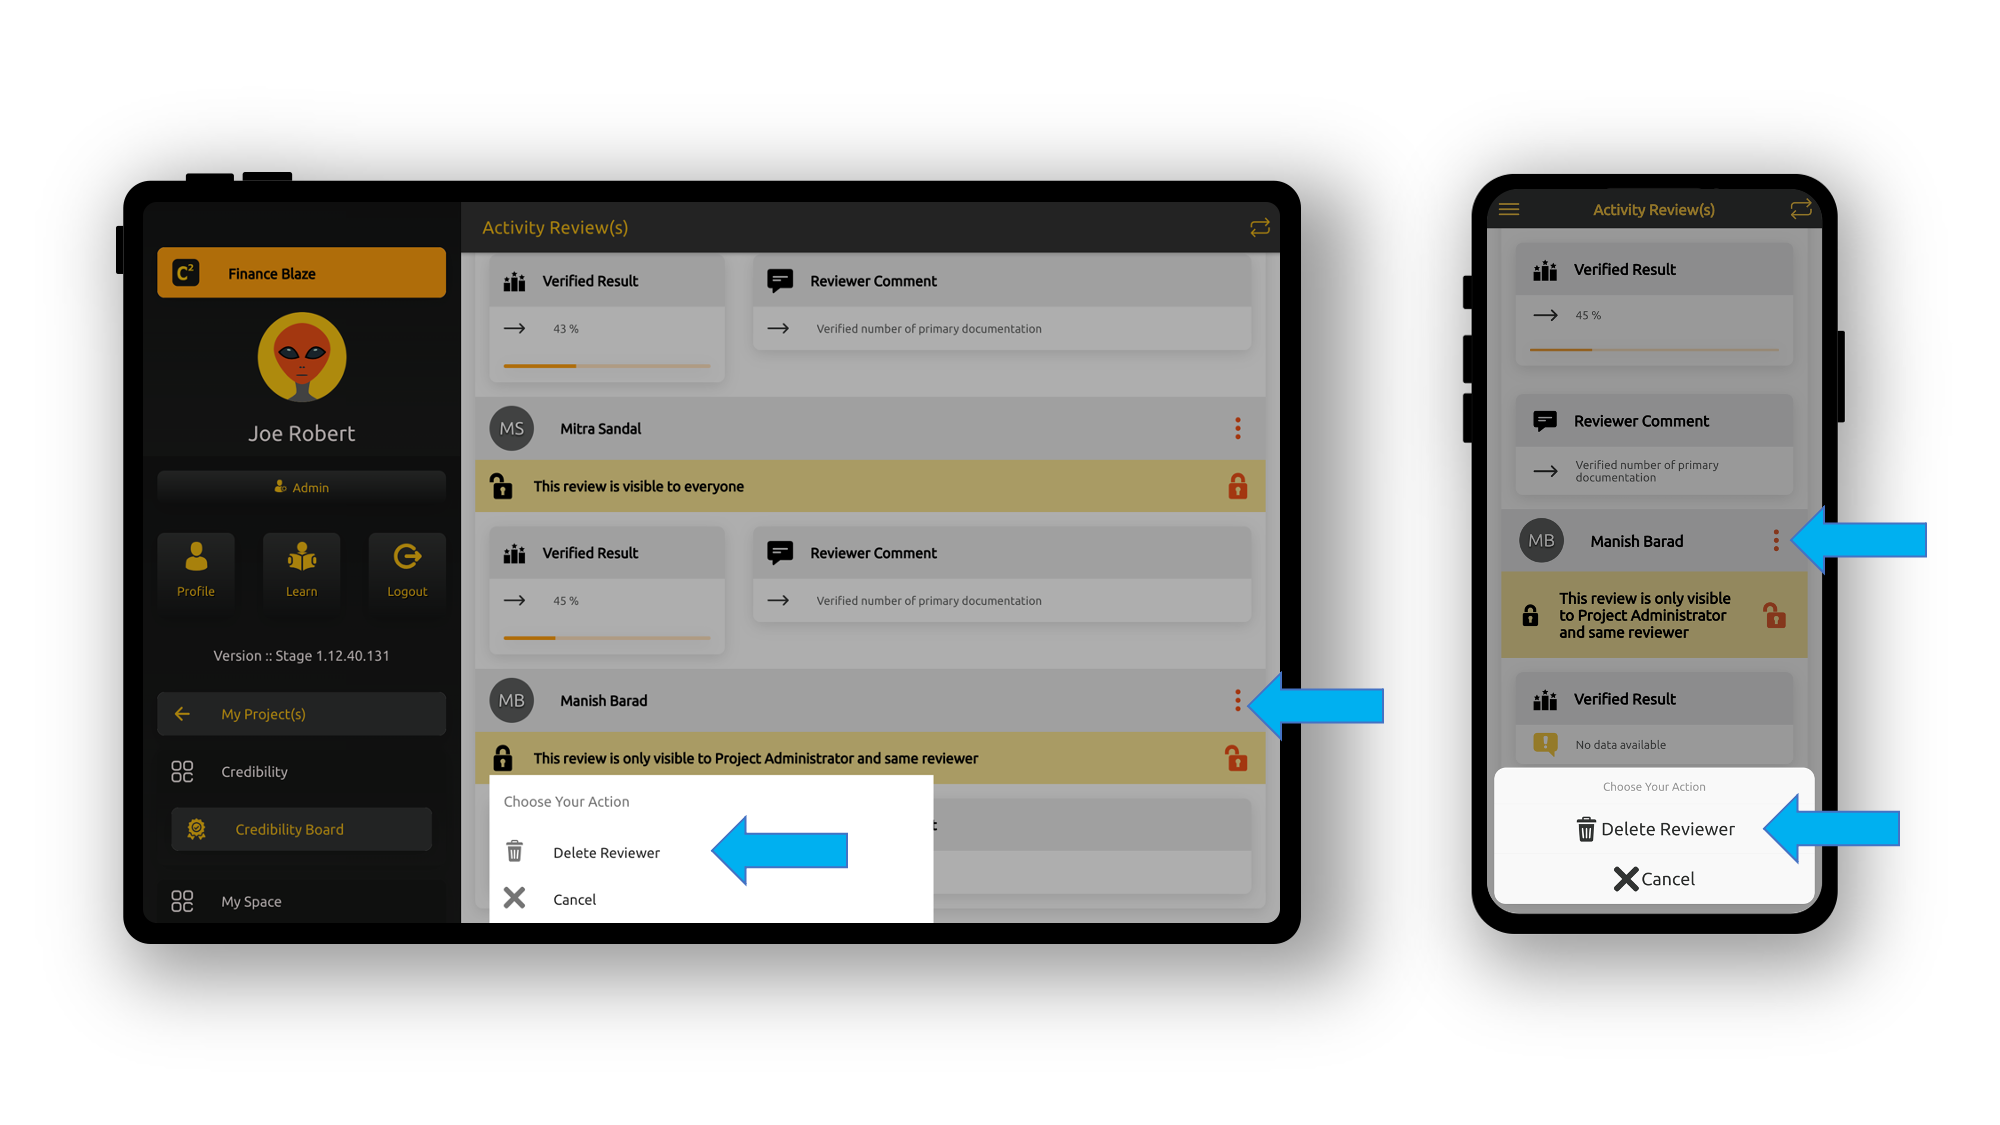 C²
Finance Blaze
Joe Robert
Admin
Profile
Learn
Logout
Version :: Stage 1.12.40.131
My Project(s)
Credibility
Credibility Board
My Space
Activity Review(s)
Verified Result
Reviewer Comment
43 %
Verified number of primary documentation
MS
Mitra Sandal
This review is visible to everyone
Verified Result
Reviewer Comment
45 %
Verified number of primary documentation
MB
Manish Barad
This review is only visible to Project Administrator and same reviewer
Choose Your Action
Delete Reviewer
Cancel
Activity Review(s)
Verified Result
45 %
Reviewer Comment
Verified number of primary
documentation
MB
Manish Barad
This review is only visible
to Project Administrator
and same reviewer
Verified Result
No data available
Choose Your Action
Delete Reviewer
Cancel